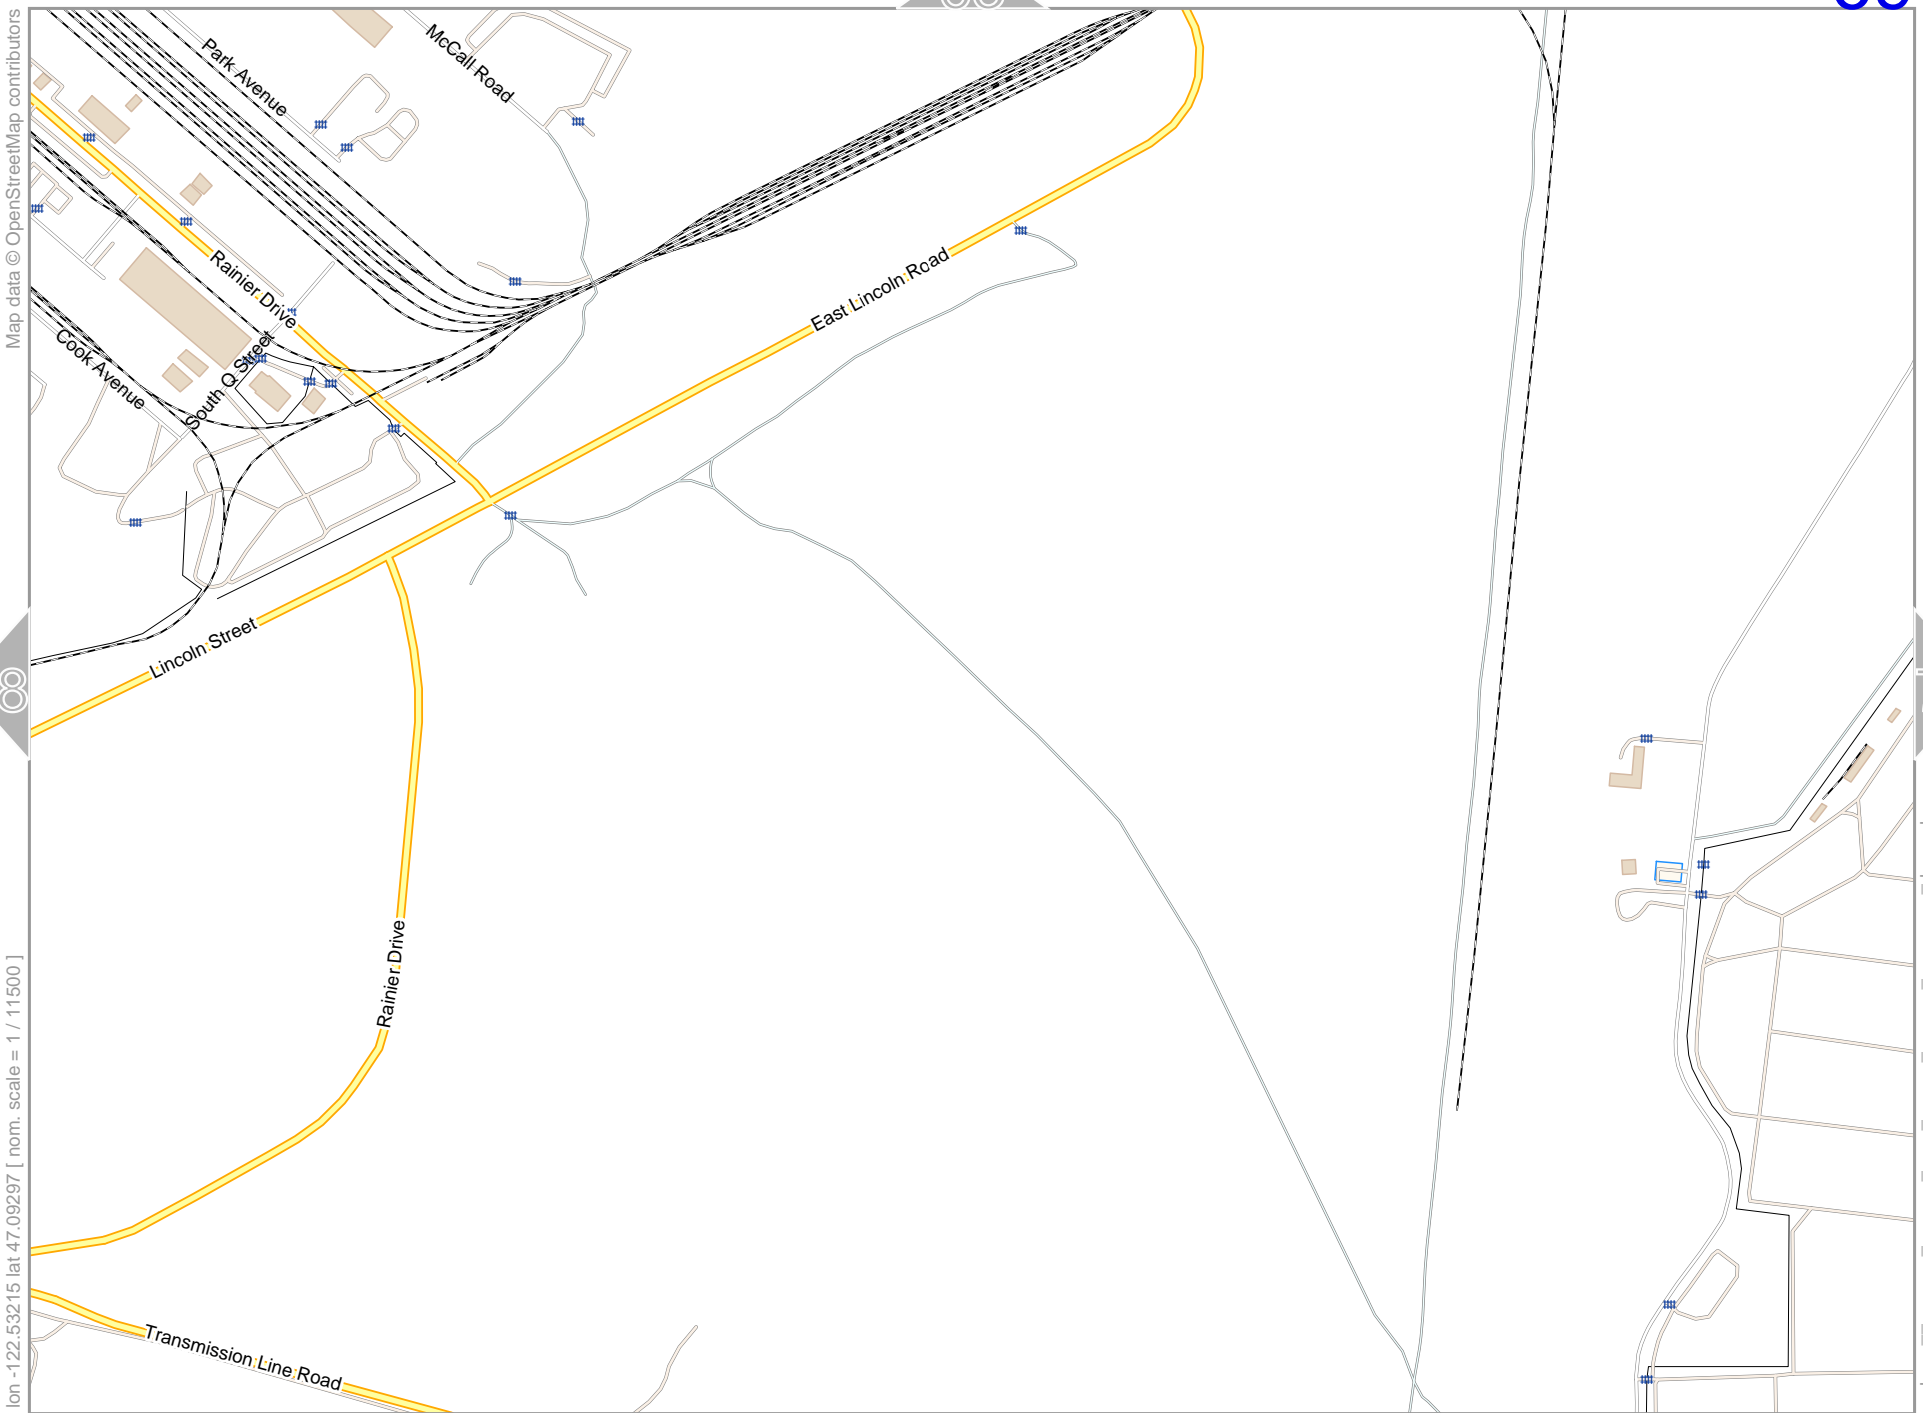 Map data © OpenStreetMap contributors
Park Avenue
McCall Road
Rainier Drive
East Lincoln Road
Cook Avenue
South Q Street
Lincoln Street
Rainier Drive
Transmission Line Road
lon -122.53215 lat 47.09297 [ nom. scale = 1 / 11500 ]